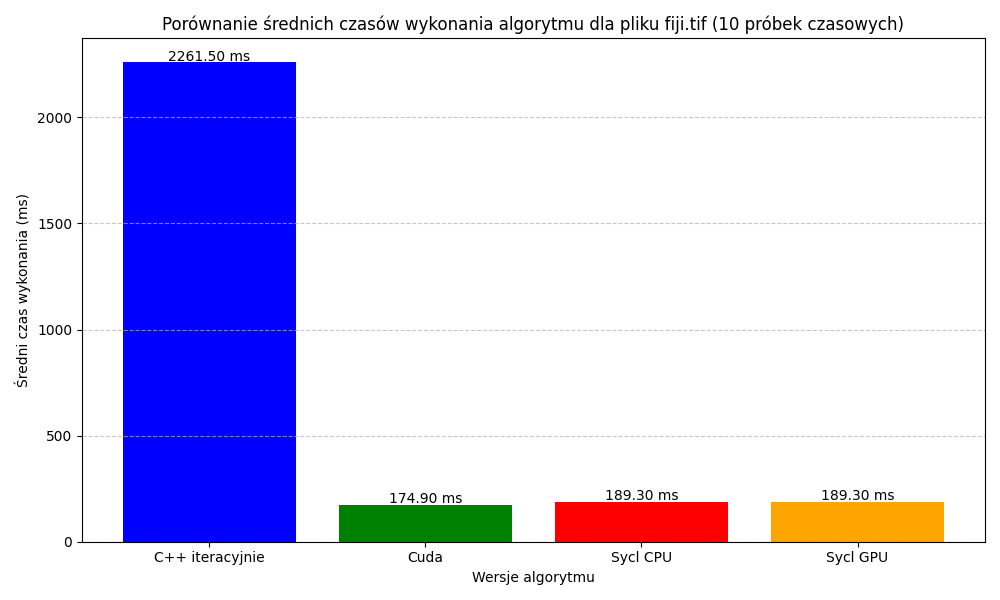 Porównanie średnich czasów wykonania algorytmu dla pliku fiji.tif (10 próbek czasowych)
2261.50 ms
174.90 ms
189.30 ms
189.30 ms
Średni czas wykonania (ms)
2000
1500
1000
500
0
C++ iteracyjnie
Cuda
Sycl CPU
Sycl GPU
Wersje algorytmu